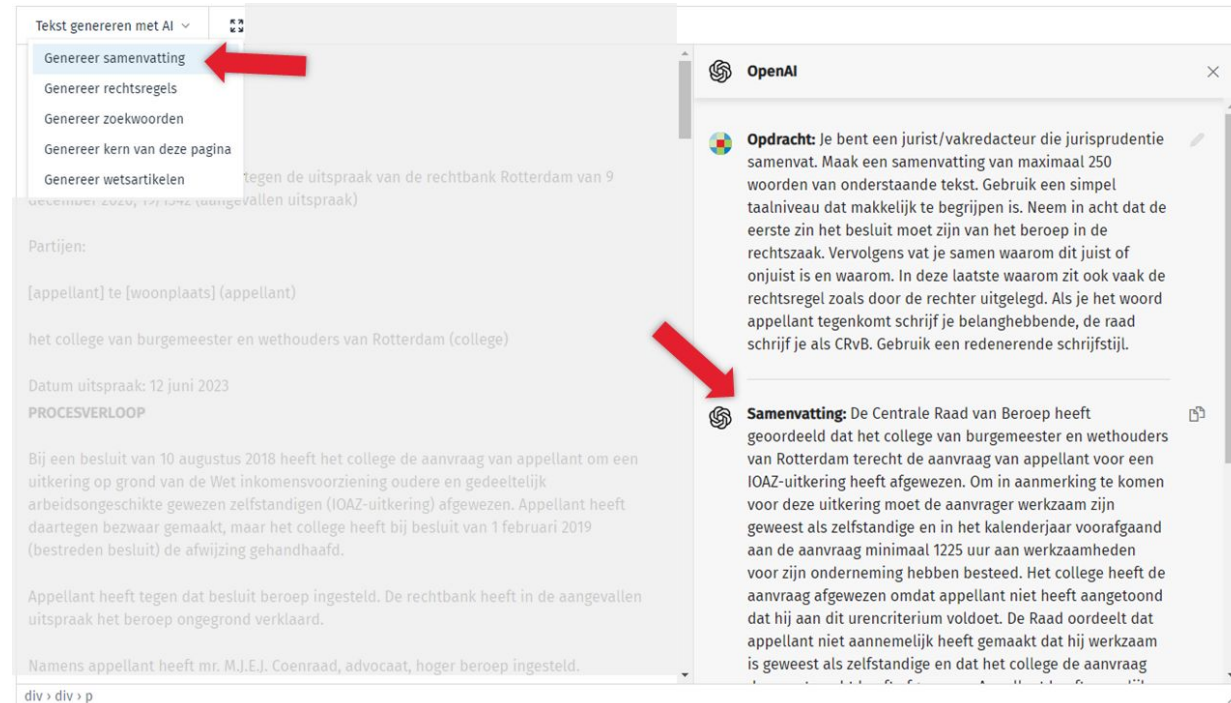 Tekst genereren met AI
Genereer samenvatting
Genereer rechtsregels
Genereer zoekwoorden
Genereer kern van deze pagina
Genereer wetsartikelen
tegen de uitspraak van de rechtbank Rotterdam van 9
december 2020, 19/1342 (aangevallen uitspraak)
Partijen:
[appellant] te [woonplaats] (appellant)
het college van burgemeester en wethouders van Rotterdam (college)
Datum uitspraak: 12 juni 2023
PROCESVERLOOP
Bij een besluit van 10 augustus 2018 heeft het college de aanvraag van appellant om een
uitkering op grond van de Wet inkomensvoorziening oudere en gedeeltelijk
arbeidsongeschikte gewezen zelfstandigen (IOAZ-uitkering) afgewezen. Appellant heeft
daartegen bezwaar gemaakt, maar het college heeft bij besluit van 1 februari 2019
(bestreden besluit) de afwijzing gehandhaafd.
Appellant heeft tegen dat besluit beroep ingesteld. De rechtbank heeft in de aangevallen
uitspraak het beroep ongegrond verklaard.
Namens appellant heeft mr. M.J.E.J. Coenraad, advocaat, hoger beroep ingesteld.
div › div › p
OpenAI
Opdracht: Je bent een jurist/vakredacteur die jurisprudentie
samenvat. Maak een samenvatting van maximaal 250
woorden van onderstaande tekst. Gebruik een simpel
taalniveau dat makkelijk te begrijpen is. Neem in acht dat de
eerste zin het besluit moet zijn van het beroep in de
rechtszaak. Vervolgens vat je samen waarom dit juist of
onjuist is en waarom. In deze laatste waarom zit ook vaak de
rechtsregel zoals door de rechter uitgelegd. Als je het woord
appellant tegenkomt schrijf je belanghebbende, de raad
schrijf je als CRvB. Gebruik een redenerende schrijfstijl.
Samenvatting: De Centrale Raad van Beroep heeft
geoordeeld dat het college van burgemeester en wethouders
van Rotterdam terecht de aanvraag van appellant voor een
IOAZ-uitkering heeft afgewezen. Om in aanmerking te komen
voor deze uitkering moet de aanvrager werkzaam zijn
geweest als zelfstandige en in het kalenderjaar voorafgaand
aan de aanvraag minimaal 1225 uur aan werkzaamheden
voor zijn onderneming hebben besteed. Het college heeft de
aanvraag afgewezen omdat appellant niet heeft aangetoond
dat hij aan dit urencriterium voldoet. De Raad oordeelt dat
appellant niet aannemelijk heeft gemaakt dat hij werkzaam
is geweest als zelfstandige en dat het college de aanvraag